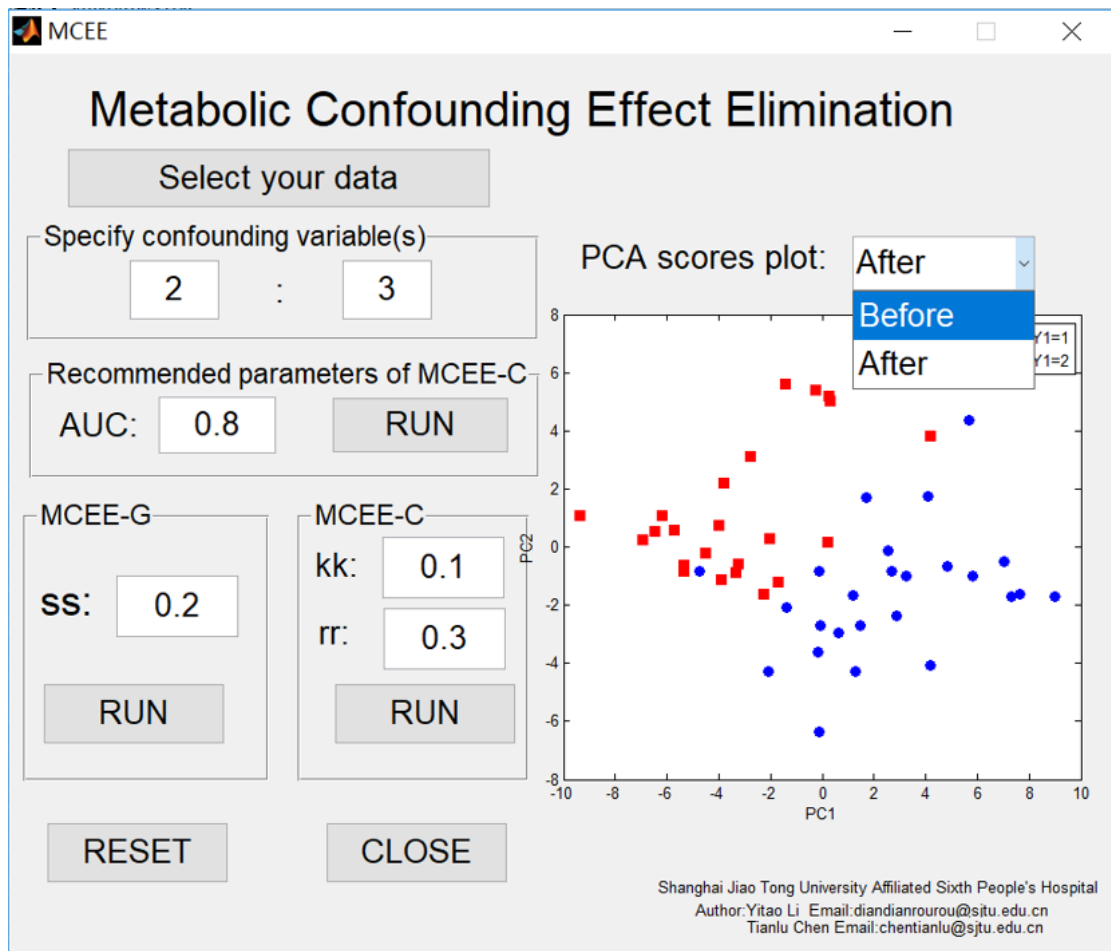 MCEE
Metabolic Confounding Effect Elimination
Select your data
Specify confounding variable(s)
2 : 3
Recommended parameters of MCEE-C
AUC: 0.8 RUN
MCEE-G
ss: 0.2
RUN
MCEE-C
kk: 0.1
rr: 0.3
RUN
RESET
CLOSE
PCA scores plot: After
Before
After
Y1=1
Y1=2
8
6
4
2
0
-2
-4
-6
-8
PC2
-10 -8 -6 -4 -2 0 2 4 6 8 10
PC1
Shanghai Jiao Tong University Affiliated Sixth People's Hospital
Author:Yitao Li Email:diandianrourou@sjtu.edu.cn
Tianlu Chen Email:chentianlu@sjtu.edu.cn